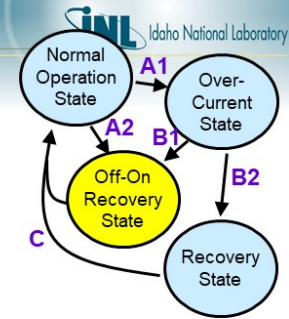 INL Idaho National Laboratory
Normal
Operation
State
A1
Over-
Current
State
A2
B1
Off-On
Recovery
State
B2
C
Recovery
State